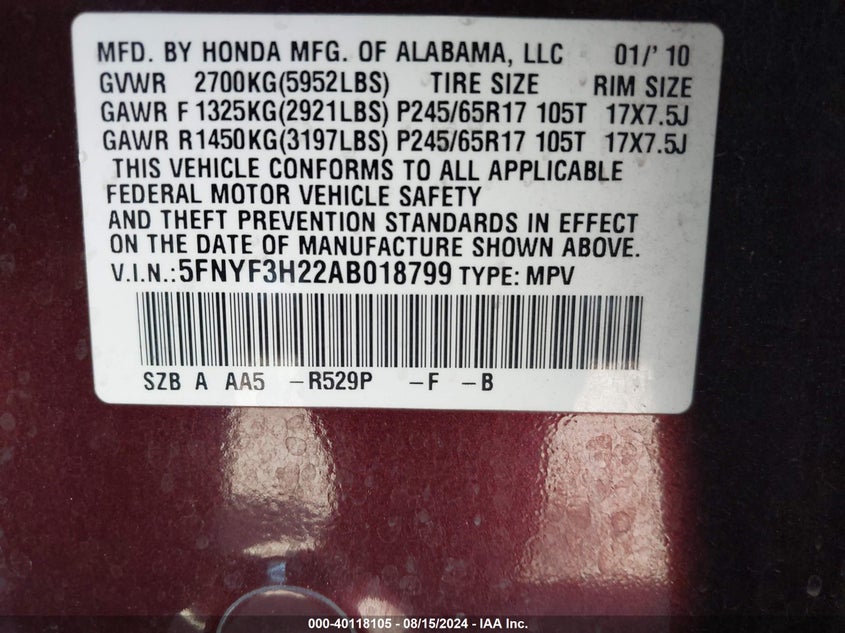 MFD. BY HONDA MFG. OF ALABAMA, LLC 01/' 10
GVWR 2700KG(5952LBS) TIRE SIZE RIM SIZE
GAWR F 1325KG(2921LBS) P245/65R17 105T 17X7.5J
GAWR R1450KG(3197LBS) P245/65R17 105T 17X7.5J
THIS VEHICLE CONFORMS TO ALL APPLICABLE
FEDERAL MOTOR VEHICLE SAFETY
AND THEFT PREVENTION STANDARDS IN EFFECT
ON THE DATE OF MANUFACTURE SHOWN ABOVE.
V.I.N.: 5FNYF3H22AB018799 TYPE: MPV
SZB A AA5 -R529P -F -B
000-40118105 - 08/15/2024 - IAA Inc.